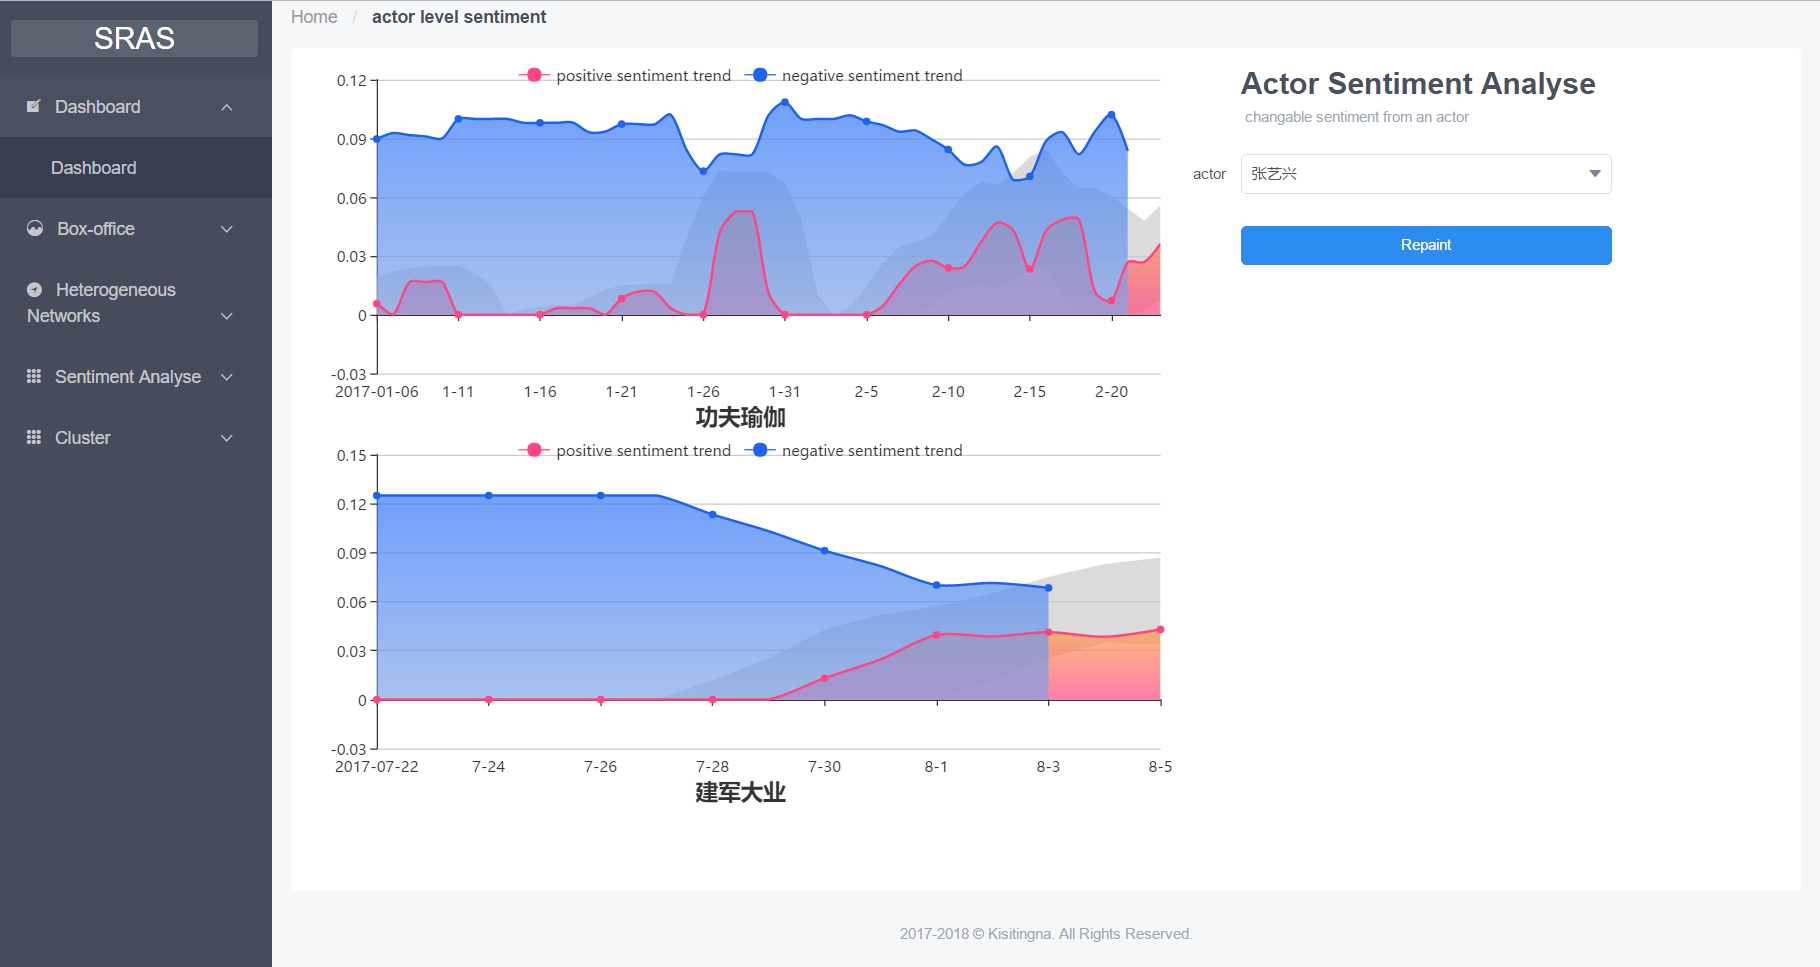 SRAS
Dashboard
Dashboard
Box-office
Heterogeneous
Networks
Sentiment Analyse
Cluster
Home / actor level sentiment
positive sentiment trend negative sentiment trend
0.12
0.09
0.06
0.03
0
-0.03
2017-01-06 1-11 1-16 1-21 1-26 1-31 2-5 2-10 2-15 2-20
功夫瑜伽
positive sentiment trend negative sentiment trend
0.15
0.12
0.09
0.06
0.03
0
-0.03
2017-07-22 7-24 7-26 7-28 7-30 8-1 8-3 8-5
建军大业
Actor Sentiment Analyse
changable sentiment from an actor
actor 张艺兴
Repaint
2017-2018 © Kisitingna. All Rights Reserved.